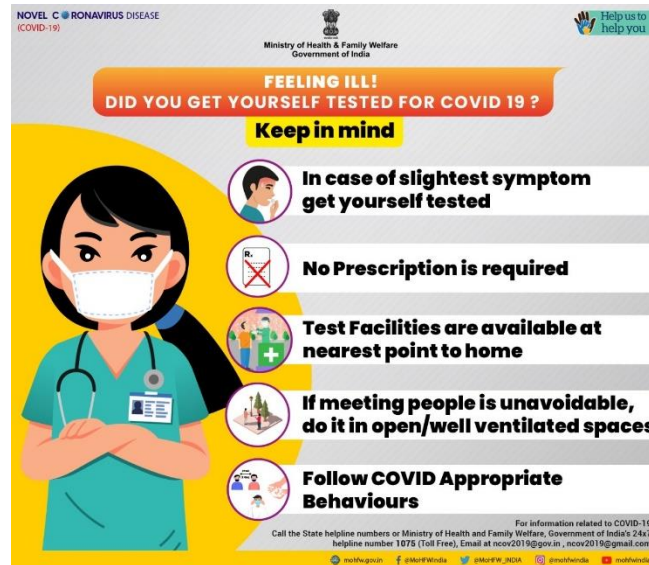 NOVEL CORONAVIRUS DISEASE
(COVID-19)
Ministry of Health & Family Welfare
Government of India
Help us to
help you
FEELING ILL!
DID YOU GET YOURSELF TESTED FOR COVID 19 ?
Keep in mind
In case of slightest symptom
get yourself tested
R.
No Prescription is required
Test Facilities are available at
nearest point to home
If meeting people is unavoidable,
do it in open/well ventilated spaces
Follow COVID Appropriate
Behaviours
For information related to COVID-19
Call the State helpline numbers or Ministry of Health and Family Welfare, Government of India's 24x7
helpline number 1075 (Toll Free), Email at ncov2019@gov.in , ncov2019@gmail.com
mohfw.gov.in @MoHFWIndia @MoHFW_INDIA @mohfwindia mohfwindia